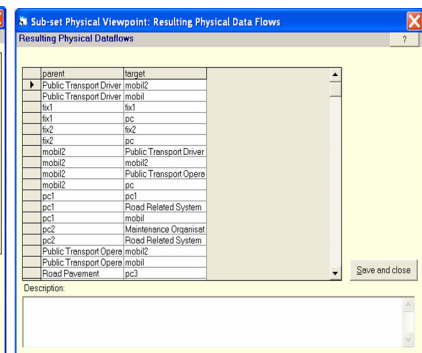 Sub-set Physical Viewpoint: Resulting Physical Data Flows
Resulting Physical Dataflows ?
parent target
Public Transport Driver mobil2
Public Transport Driver mobil
fix1 fix1
fix1 pc
fix2 fix2
fix2 pc
mobil2 Public Transport Driver
mobil2 mobil2
mobil2 Public Transport Opera
mobil2 pc
pc1 pc1
pc1 Road Related System
pc1 mobil
pc2 Maintenance Organisat
pc2 Road Related System
Public Transport Opera mobil2
Public Transport Opera mobil
Road Pavement pc3
Save and close
Description: